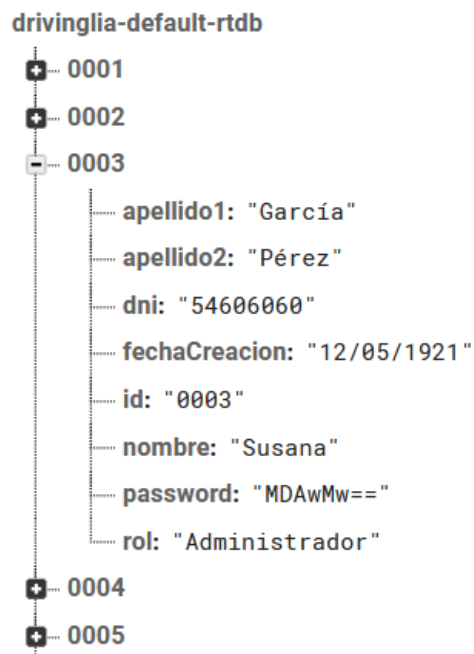 drivinglia-default-rtdb
0001
0002
0003
apellido1: "García"
apellido2: "Pérez"
dni: "54606060"
fechaCreacion: "12/05/1921"
id: "0003"
nombre: "Susana"
password: "MDAwMw=="
rol: "Administrador"
0004
0005